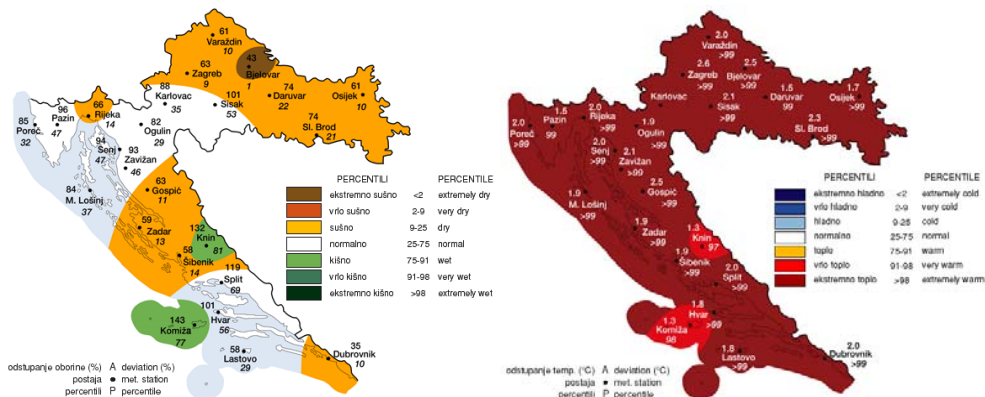 61
Varaždin
10
43
Bjelovar
1
63
Zagreb
9
88
Karlovac
35
101
Sisak
53
74
Daruvar
22
61
Osijek
10
74
Sl. Brod
21
85
Poreč
32
96
Pazin
47
66
Rijeka
14
82
Ogulin
29
94
Senj
47
93
Zavižan
46
84
M. Lošinj
37
63
Gospić
11
59
Zadar
13
132
Knin
81
58
Šibenik
14
119
Split
69
101
Hvar
56
143
Komiža
77
58
Lastovo
29
35
Dubrovnik
10
PERCENTILI PERCENTILE
ekstremno sušno <2 extremely dry
vrlo sušno 2-9 very dry
sušno 9-25 dry
normalno 25-75 normal
kišno 75-91 wet
vrlo kišno 91-98 very wet
ekstremno kišno >98 extremely wet
odstupanje oborine (%) A deviation (%)
postaja ● met. station
percentili P percentile
2.0
Varaždin
>99
2.6
Zagreb
>99
2.5
Bjelovar
>99
Karlovac
2.1
Sisak
>99
1.5
Daruvar
99
1.7
Osijek
>99
2.3
Sl. Brod
>99
2.0
Poreč
>99
1.5
Pazin
99
2.0
Rijeka
>99
1.9
Ogulin
>99
2.0
Senj
>99
2.1
Zavižan
>99
1.9
M. Lošinj
>99
2.5
Gospić
>99
1.9
Zadar
>99
1.3
Knin
97
1.9
Šibenik
>99
2.0
Split
>99
1.8
Hvar
>99
1.3
Komiža
98
1.8
Lastovo
>99
2.0
Dubrovnik
>99
PERCENTILI PERCENTILE
ekstremno hladno <2 extremely cold
vrlo hladno 2-9 very cold
hladno 9-25 cold
normalno 25-75 normal
toplo 75-91 warm
vrlo toplo 91-98 very warm
ekstremno toplo >98 extremely warm
odstupanje temp. (°C) A deviation (°C)
postaja ● met. station
percentili P percentile